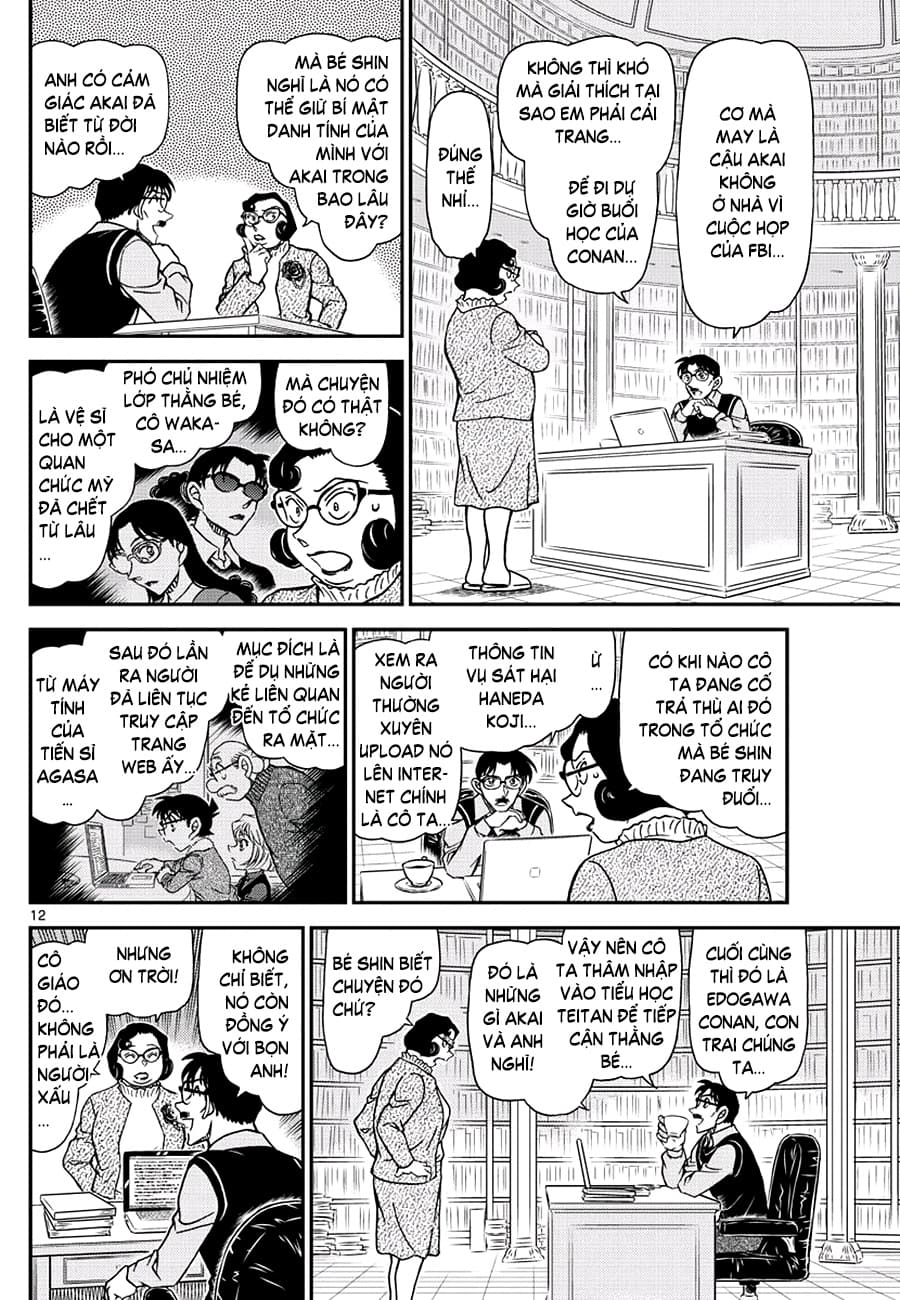 CƠ MÀ
MAY LÀ
CẬU AKAI
KHÔNG
Ở NHÀ VÌ
CUỘC HỌP
CỦA FBI...
KHÔNG THÌ KHÓ
MÀ GIẢI THÍCH TẠI
SAO EM PHẢI CẢI
TRANG...
ĐỂ ĐI DỰ
GIỜ BUỔI
HỌC CỦA
CONAN...
ĐÚNG
THẾ
NHỈ...
MÀ BÉ SHIN
NGHĨ LÀ NÓ CÓ
THỂ GIỮ BÍ MẬT
DANH TÍNH CỦA
MÌNH VỚI
AKAI TRONG
BAO LÂU
ĐÂY?
ANH CÓ CẢM
GIÁC AKAI ĐÃ
BIẾT TỪ ĐỜI
NÀO RỒI...
MÀ CHUYỆN
ĐÓ CÓ THẬT
KHÔNG?
PHÓ CHỦ NHIỆM
LỚP THẰNG BÉ,
CÔ WAKA-
SA...
LÀ VỆ SĨ
CHO MỘT
QUAN
CHỨC MỸ
ĐÃ CHẾT
TỪ LÂU
...
CÓ KHI NÀO CÔ
TA ĐANG CỐ
TRẢ THÙ AI ĐÓ
TRONG TỔ CHỨC
MÀ BÉ SHIN
ĐANG TRUY
ĐUỔI...
Ừ
...
THÔNG TIN
VỤ SÁT HẠI
HANEDA
KOJI...
XEM RA
NGƯỜI
THƯỜNG
XUYÊN
UPLOAD NÓ
LÊN INTER-
NET CHÍNH
LÀ CÔ TA...
MỤC ĐÍCH LÀ
ĐỂ DỤ NHỮNG
KẺ LIÊN QUAN
ĐẾN TỔ CHỨC
RA MẶT...
SAU ĐÓ LẦN
RA NGƯỜI
ĐÃ LIÊN TỤC
TRUY CẬP
TRANG
WEB ẤY...
TỪ MÁY
TÍNH
CỦA
TIẾN SĨ
AGASA
...
12
CUỐI CÙNG
THÌ ĐÓ LÀ
EDOGAWA
CONAN, CON
TRAI CHÚNG
TA...
VẬY NÊN CÔ
TA THÂM NHẬP
VÀO TIỂU HỌC
TEITAN ĐỂ TIẾP
CẬN THẰNG
BÉ...
ĐÓ LÀ
NHỮNG
GÌ AKAI
VÀ ANH
NGHĨ!
BÉ SHIN BIẾT
CHUYỆN ĐÓ
CHỨ?
KHÔNG
CHỈ BIẾT,
NÓ CÒN
ĐỒNG Ý
VỚI BỌN
ANH!
NHƯNG
ƠN TRỜI!
CÔ
GIÁO
ĐÓ...
KHÔNG
PHẢI LÀ
NGƯỜI
XẤU
...